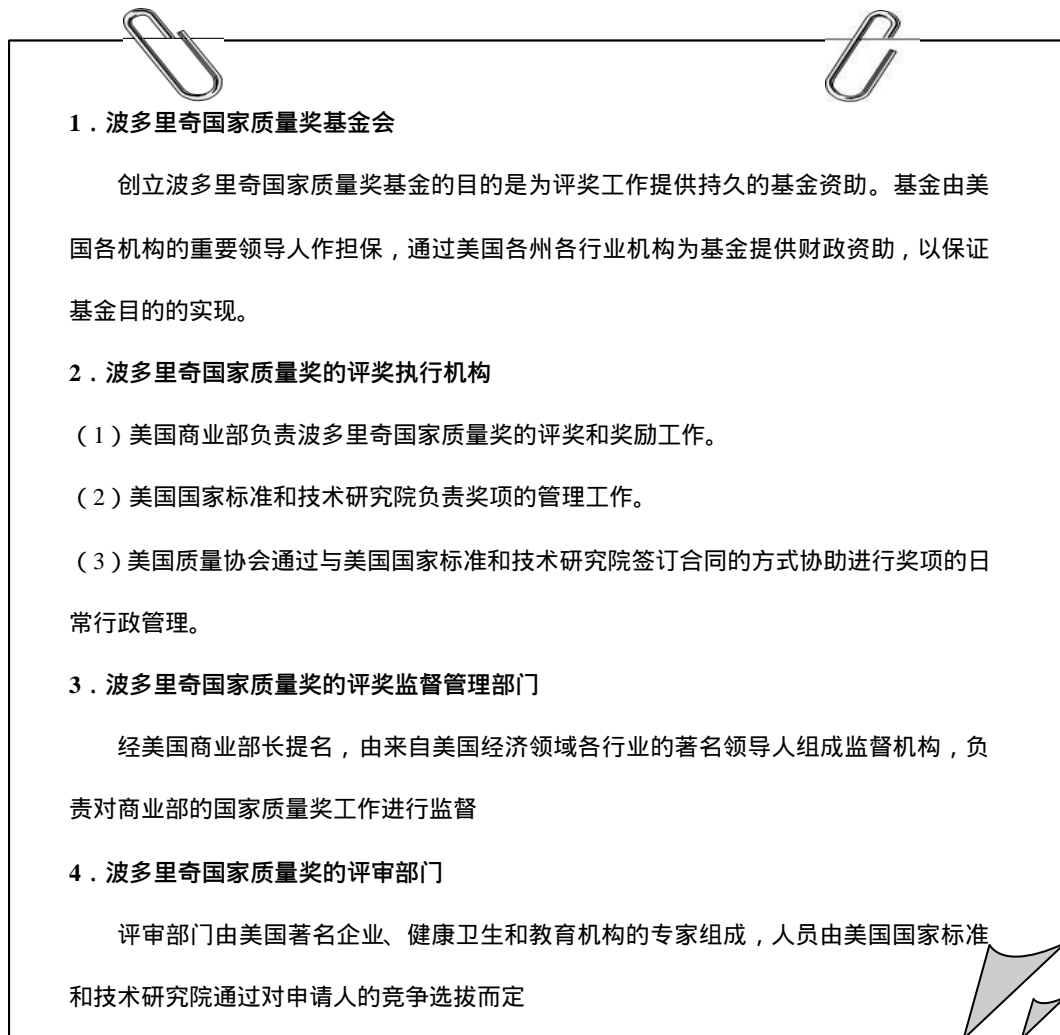 1．波多里奇国家质量奖基金会
创立波多里奇国家质量奖基金的目的是为评奖工作提供持久的基金资助。基金由美
国各机构的重要领导人作担保，通过美国各州各行业机构为基金提供财政资助，以保证
基金目的的实现。
2．波多里奇国家质量奖的评奖执行机构
（1）美国商业部负责波多里奇国家质量奖的评奖和奖励工作。
（2）美国国家标准和技术研究院负责奖项的管理工作。
（3）美国质量协会通过与美国国家标准和技术研究院签订合同的方式协助进行奖项的日
常行政管理。
3．波多里奇国家质量奖的评奖监督管理部门
经美国商业部长提名，由来自美国经济领域各行业的著名领导人组成监督机构，负
责对商业部的国家质量奖工作进行监督
4．波多里奇国家质量奖的评审部门
评审部门由美国著名企业、健康卫生和教育机构的专家组成，人员由美国国家标准
和技术研究院通过对申请人的竞争选拔而定